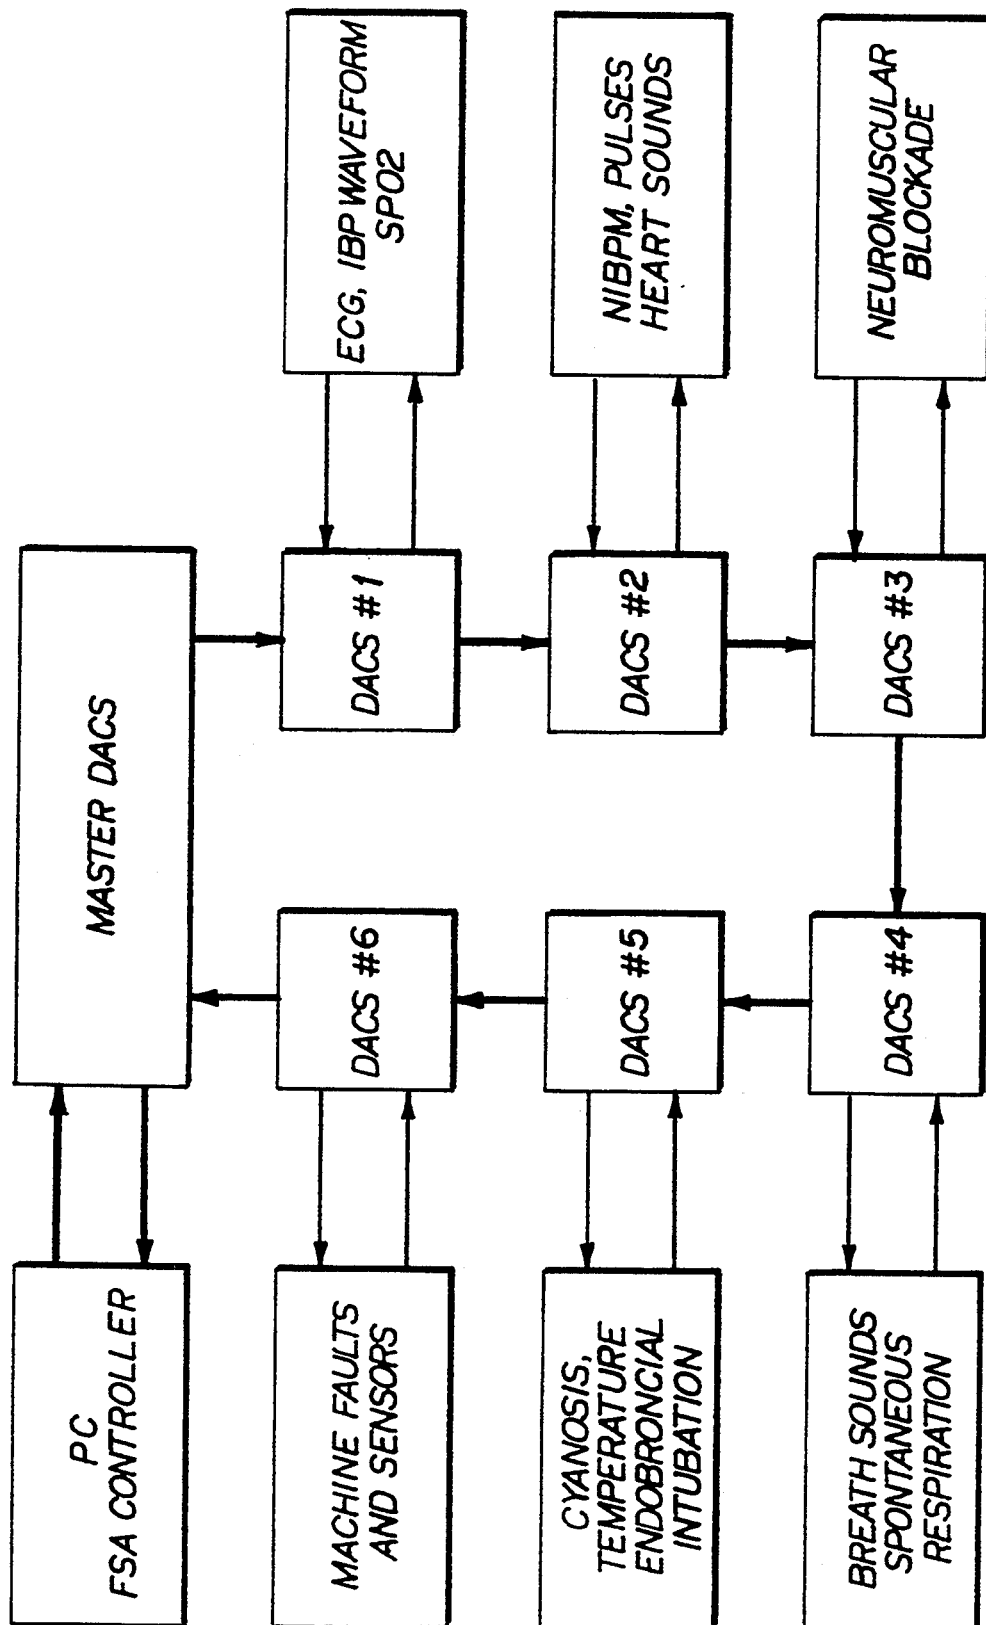 PC
FSA CONTROLLER
MASTER DACS
MACHINE FAULTS
AND SENSORS
DACS #6
DACS #1
ECG, IBP WAVEFORM
SPO2
CYANOSIS,
TEMPERATURE
ENDOBRONCIAL
INTUBATION
DACS #5
DACS #2
NIBPM, PULSES
HEART SOUNDS
BREATH SOUNDS
SPONTANEOUS
RESPIRATION
DACS #4
DACS #3
NEUROMUSCULAR
BLOCKADE